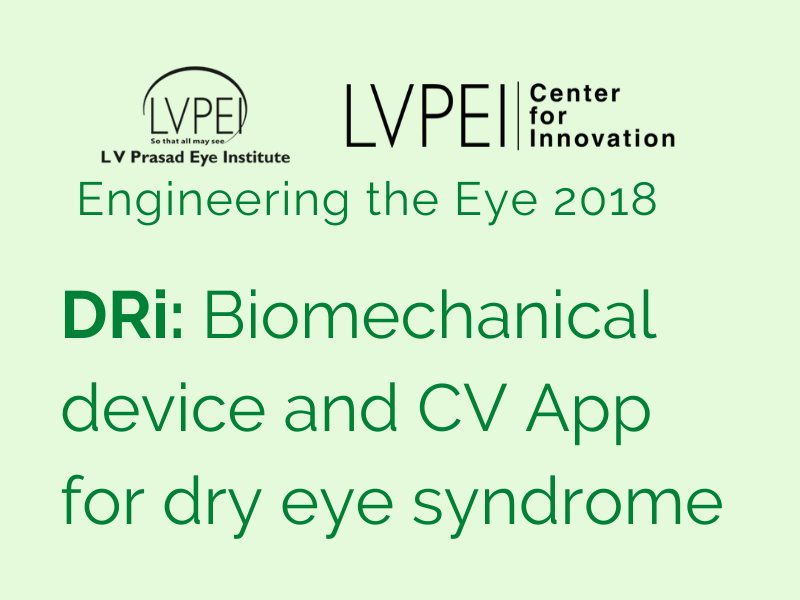 LVPEI
So that all may see
L V Prasad Eye Institute
LVPEI
Center
for
Innovation
Engineering the Eye 2018
DRi: Biomechanical
device and CV App
for dry eye syndrome